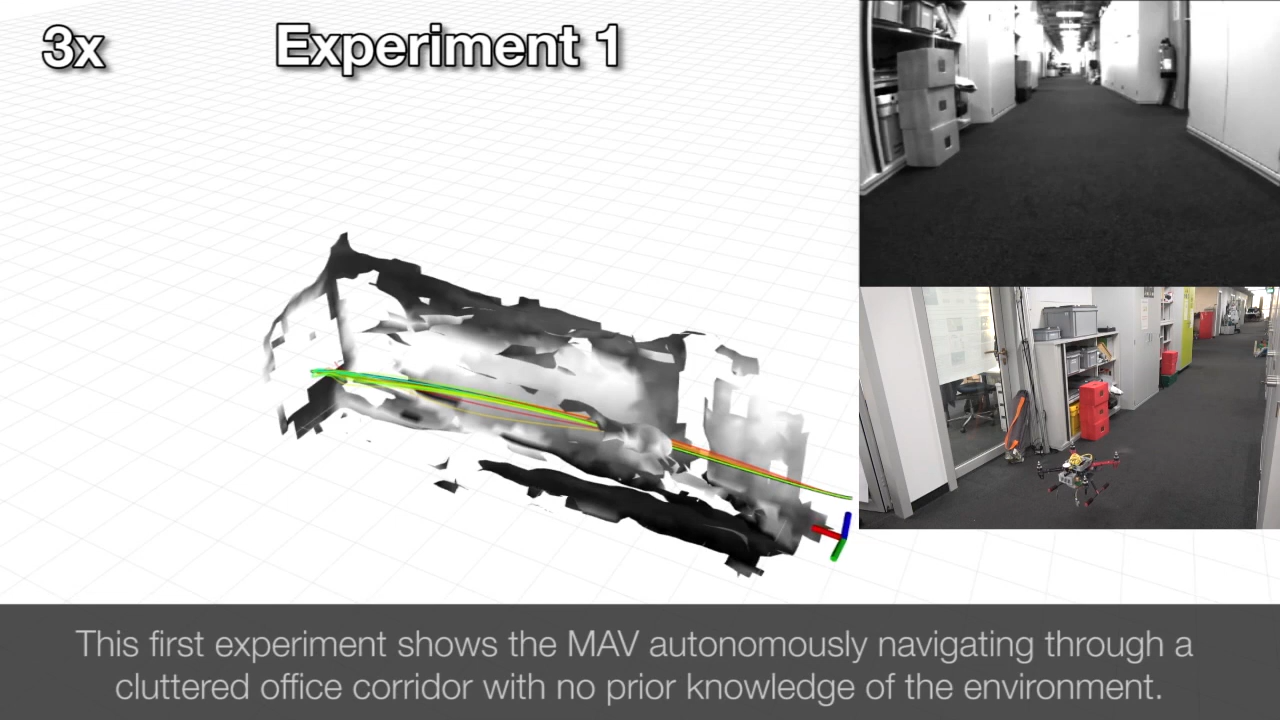 3x
Experiment 1
This first experiment shows the MAV autonomously navigating through a
cluttered office corridor with no prior knowledge of the environment.